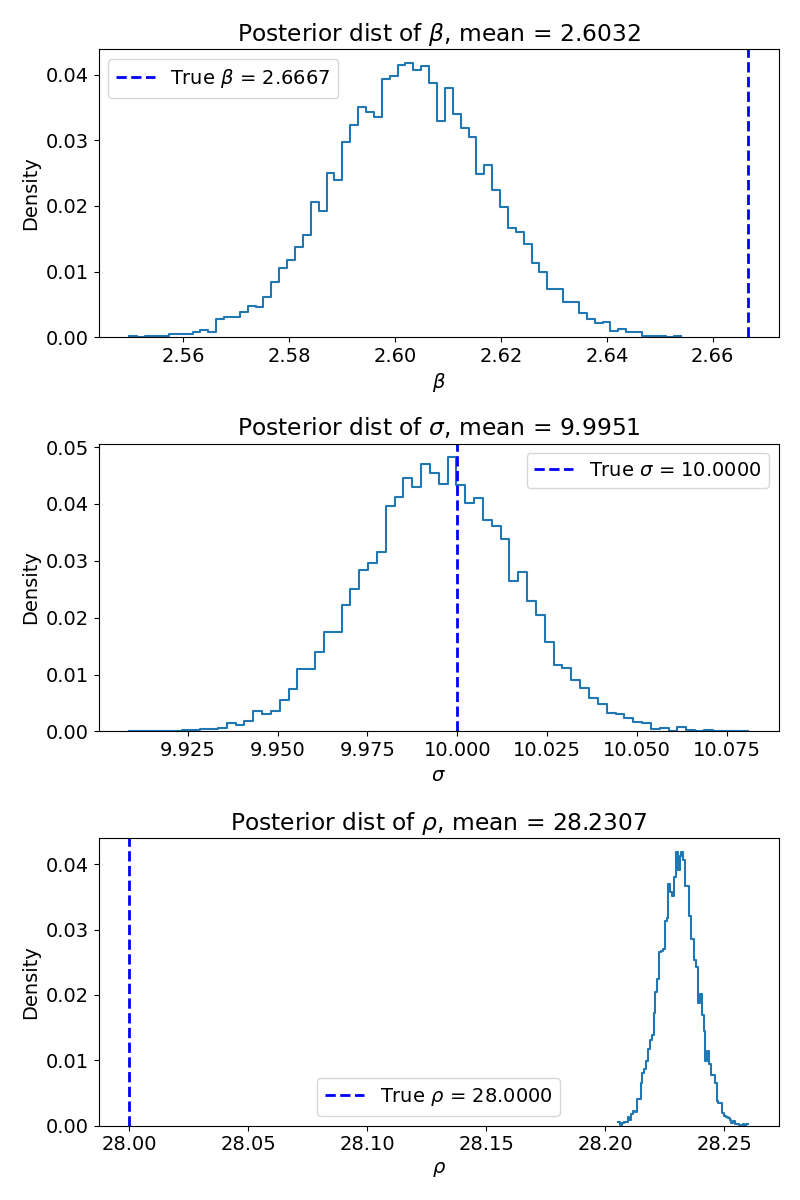 Posterior dist of β, mean = 2.6032
True β = 2.6667
Density
0.04
0.03
0.02
0.01
0.00
2.56 2.58 2.60 2.62 2.64 2.66
β
Posterior dist of σ, mean = 9.9951
True σ = 10.0000
Density
0.05
0.04
0.03
0.02
0.01
0.00
9.925 9.950 9.975 10.000 10.025 10.050 10.075
σ
Posterior dist of ρ, mean = 28.2307
Density
0.04
0.03
0.02
0.01
0.00
True ρ = 28.0000
28.00 28.05 28.10 28.15 28.20 28.25
ρ